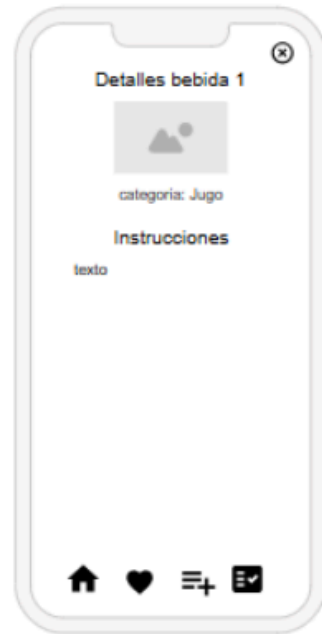 Detalles bebida 1
categoria: Jugo
Instrucciones
texto